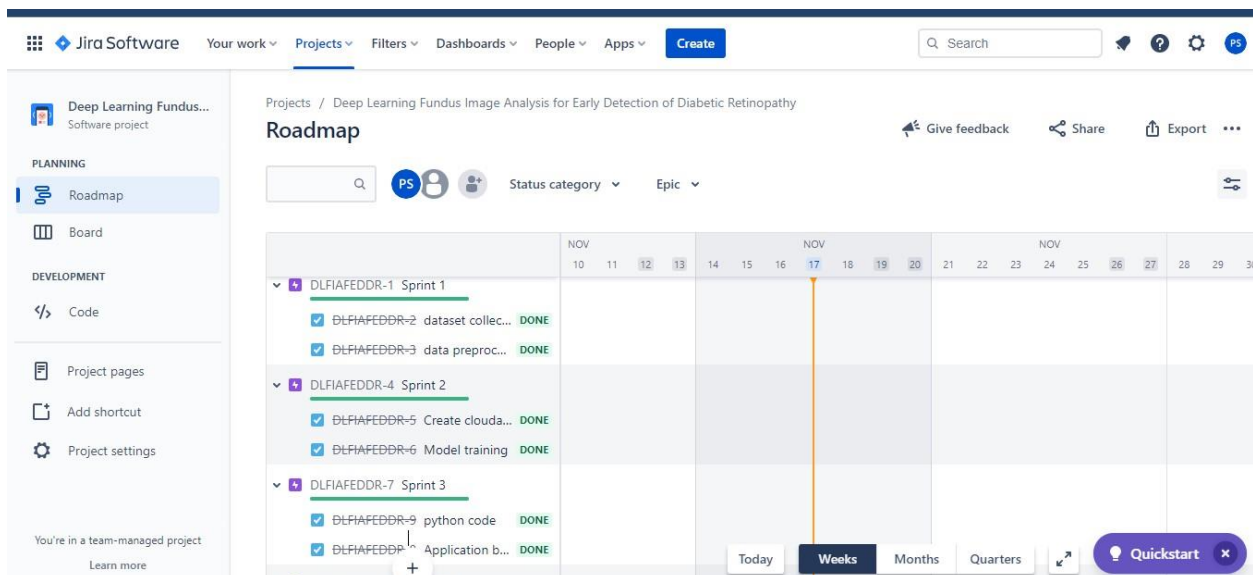 Jira Software Your work Projects Filters Dashboards People Apps Create Search PS
Deep Learning Fundus...
Software project
PLANNING
Roadmap
Board
DEVELOPMENT
Code
Project pages
Add shortcut
Project settings
You're in a team-managed project
Learn more
Projects / Deep Learning Fundus Image Analysis for Early Detection of Diabetic Retinopathy
Roadmap
Give feedback Share Export
PS Status category Epic
NOV NOV NOV
10 11 12 13 14 15 16 17 18 19 20 21 22 23 24 25 26 27 28 29
DLFIAFEDDR-1 Sprint 1
DLFIAFEDDR-2 dataset collec... DONE
DLFIAFEDDR-3 data preproc... DONE
DLFIAFEDDR-4 Sprint 2
DLFIAFEDDR-5 Create clouda... DONE
DLFIAFEDDR-6 Model training DONE
DLFIAFEDDR-7 Sprint 3
DLFIAFEDDR-9 python code DONE
Application b... DONE
Today Weeks Months Quarters
Quickstart